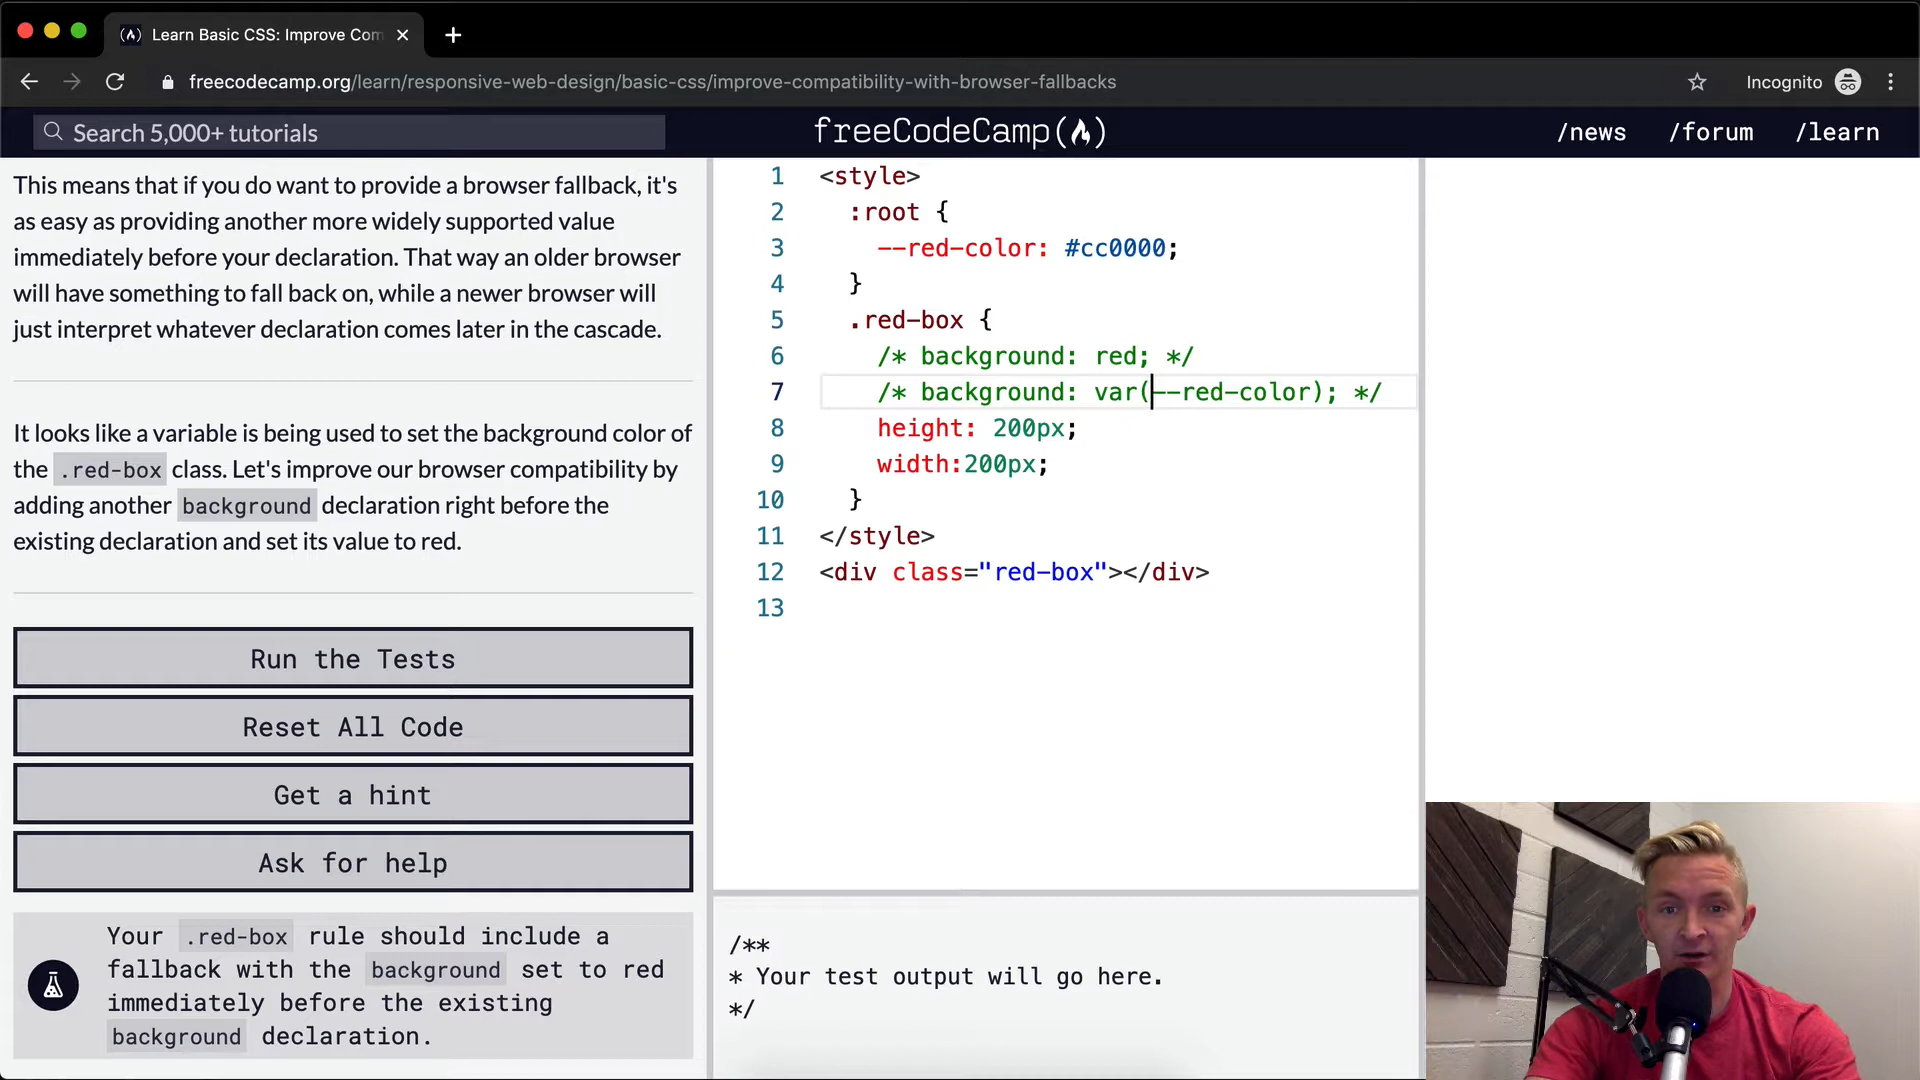 Learn Basic CSS: Improve Com
freecodecamp.org/learn/responsive-web-design/basic-css/improve-compatibility-with-browser-fallbacks
Incognito
Search 5,000+ tutorials
freeCodeCamp
/news
/forum
/learn
This means that if you do want to provide a browser fallback, it's
as easy as providing another more widely supported value
immediately before your declaration. That way an older browser
will have something to fall back on, while a newer browser will
just interpret whatever declaration comes later in the cascade.
It looks like a variable is being used to set the background color of
the .red-box class. Let's improve our browser compatibility by
adding another background declaration right before the
existing declaration and set its value to red.
Run the Tests
Reset All Code
Get a hint
Ask for help
Your .red-box rule should include a
fallback with the background set to red
immediately before the existing
background declaration.
1 <style>
2 :root {
3 --red-color: #cc0000;
4 }
5 .red-box {
6 /* background: red; */
7 /* background: var(--red-color); */
8 height: 200px;
9 width:200px;
10 }
11 </style>
12 <div class="red-box"></div>
13
/**
* Your test output will go here.
*/